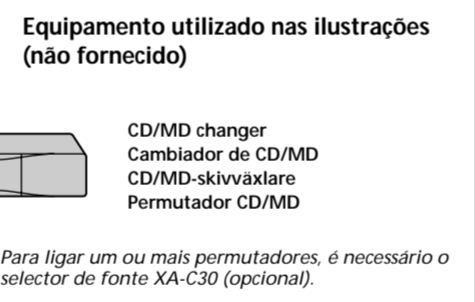 Equipamento utilizado nas ilustrações
(não fornecido)
CD/MD changer
Cambiador de CD/MD
CD/MD-skivväxlare
Permutador CD/MD
Para ligar um ou mais permutadores, é necessário o
selector de fonte XA-C30 (opcional).